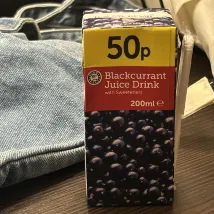 50p
Blackcurrant
Juice Drink
with Sweeteners
200ml e